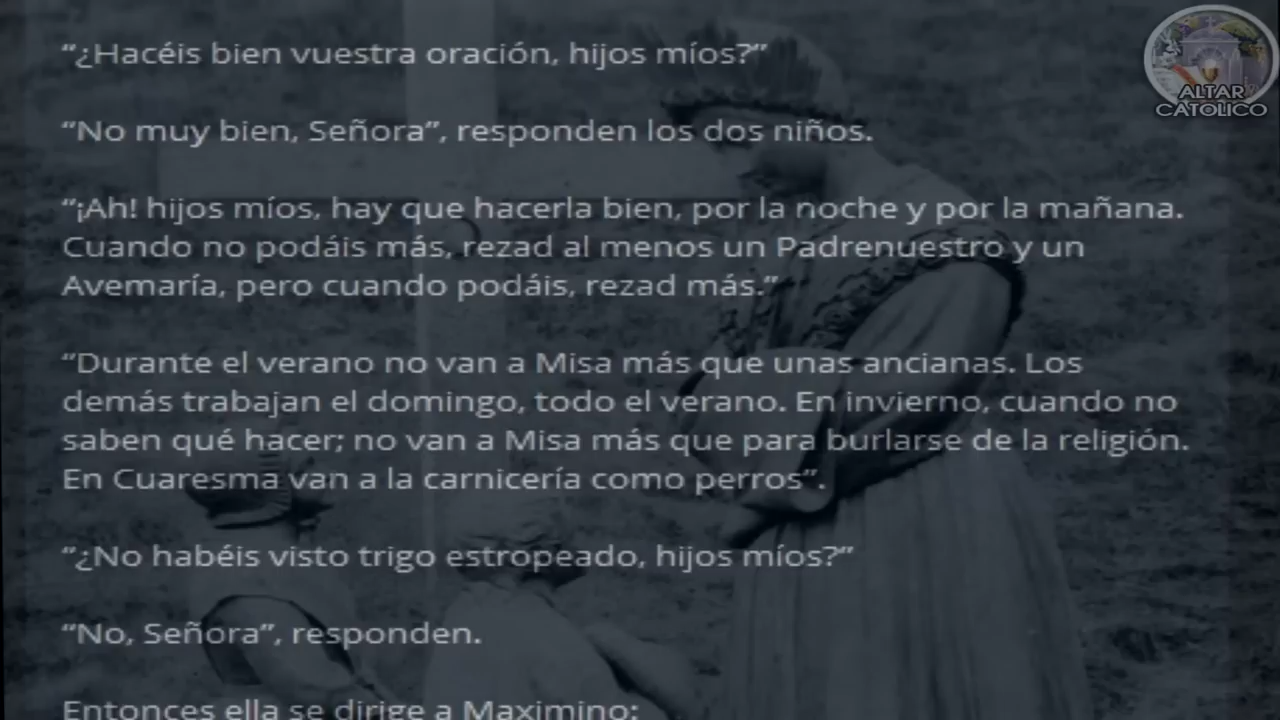 “¿Hacéis bien vuestra oración, hijos míos?”
“No muy bien, Señora”, responden los dos niños.
“¡Ah! hijos míos, hay que hacerla bien, por la noche y por la mañana.
Cuando no podáis más, rezad al menos un Padrenuestro y un
Avemaría, pero cuando podáis, rezad más.”
“Durante el verano no van a Misa más que unas ancianas. Los
demás trabajan el domingo, todo el verano. En invierno, cuando no
saben qué hacer; no van a Misa más que para burlarse de la religión.
En Cuaresma van a la carnicería como perros”.
“¿No habéis visto trigo estropeado, hijos míos?”
“No, Señora”, responden.
Entonces ella se dirige a Maximino:
ALTAR
CATOLICO